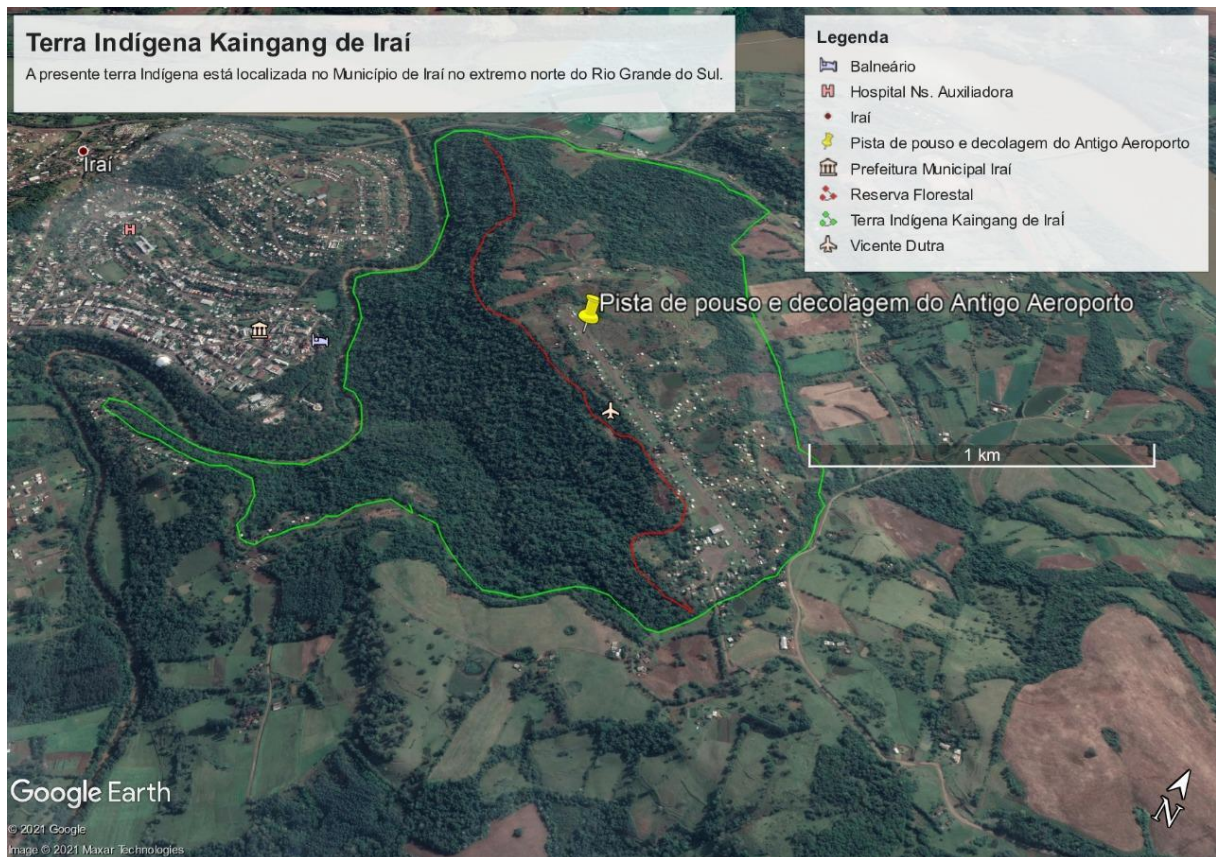 Terra Indígena Kaingang de Iraí
A presente terra Indígena está localizada no Município de Iraí no extremo norte do Rio Grande do Sul.
Legenda
Balneário
H Hospital Ns. Auxiliadora
Iraí
Pista de pouso e decolagem do Antigo Aeroporto
Prefeitura Municipal Iraí
Reserva Florestal
Terra Indígena Kaingang de IraÍ
Vicente Dutra
Iraí
H
Pista de pouso e decolagem do Antigo Aeroporto
1 km
Google Earth
© 2021 Google
Image © 2021 Maxar Technologies
N